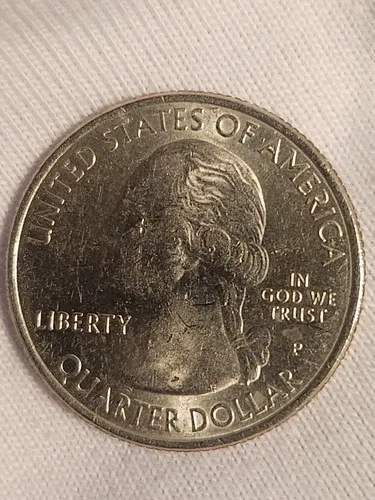 UNITED STATES OF AMERICA
LIBERTY
IN
GOD WE
TRUST
P
QUARTER DOLLAR